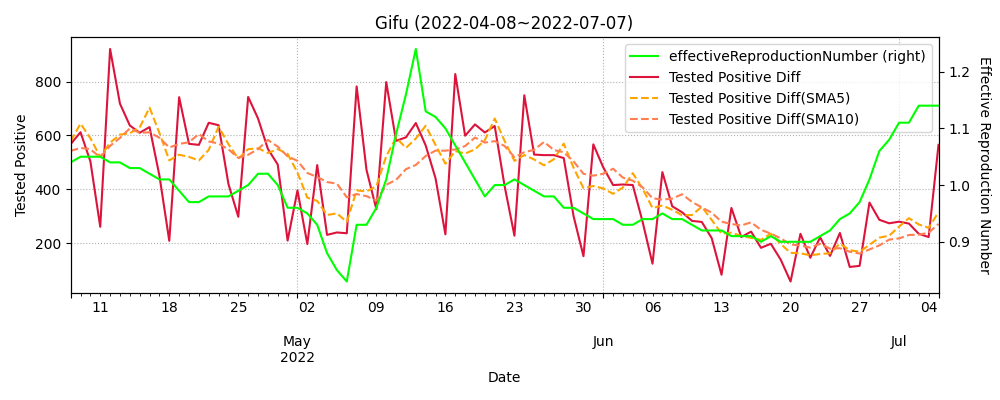 Gifu (2022-04-08~2022-07-07)
effectiveReproductionNumber (right)
Tested Positive Diff
Tested Positive Diff(SMA5)
Tested Positive Diff(SMA10)
Tested Positive
800
600
400
200
1.2
1.1
1.0
0.9
Effective Reproduction Number
11 18 25 02 09 16 23 30 06 13 20 27 04
May Jun Jul
2022
Date